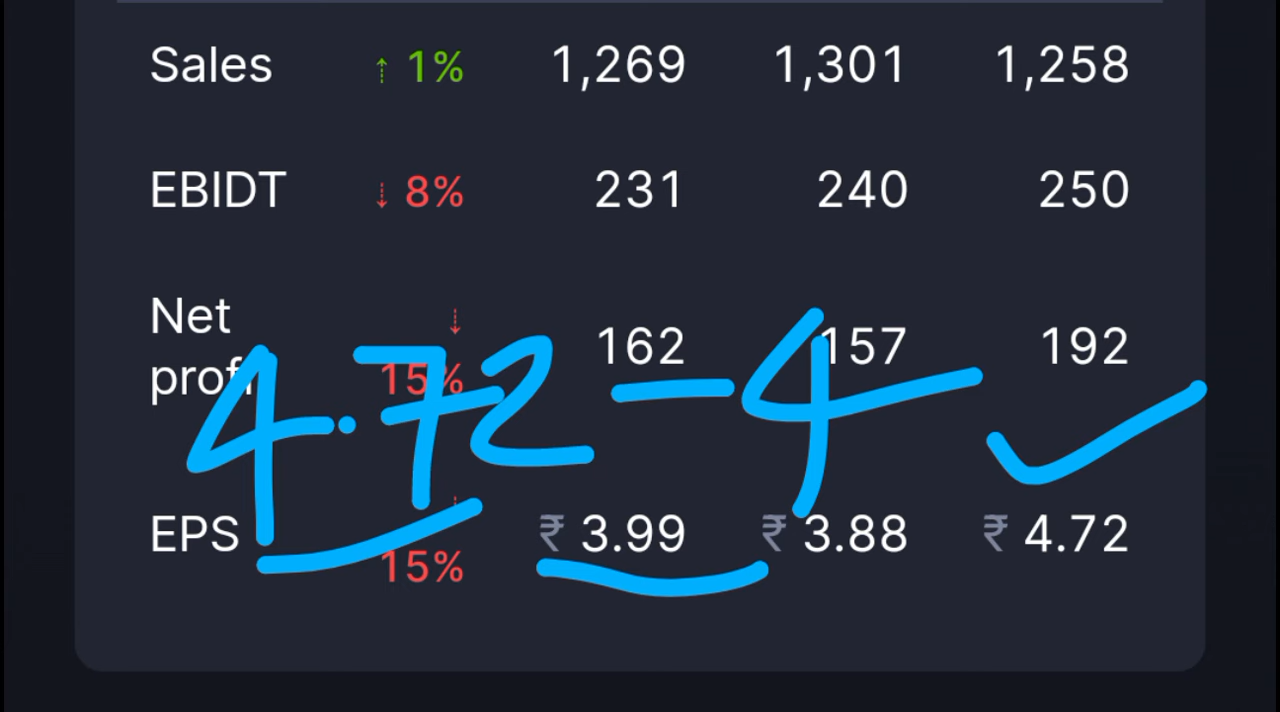 Sales ↑ 1% 1,269 1,301 1,258
EBIDT ↓ 8% 231 240 250
Net profit ↓ 15% 162 157 192
4.72 - 4
EPS ↓ 15% ₹ 3.99 ₹ 3.88 ₹ 4.72